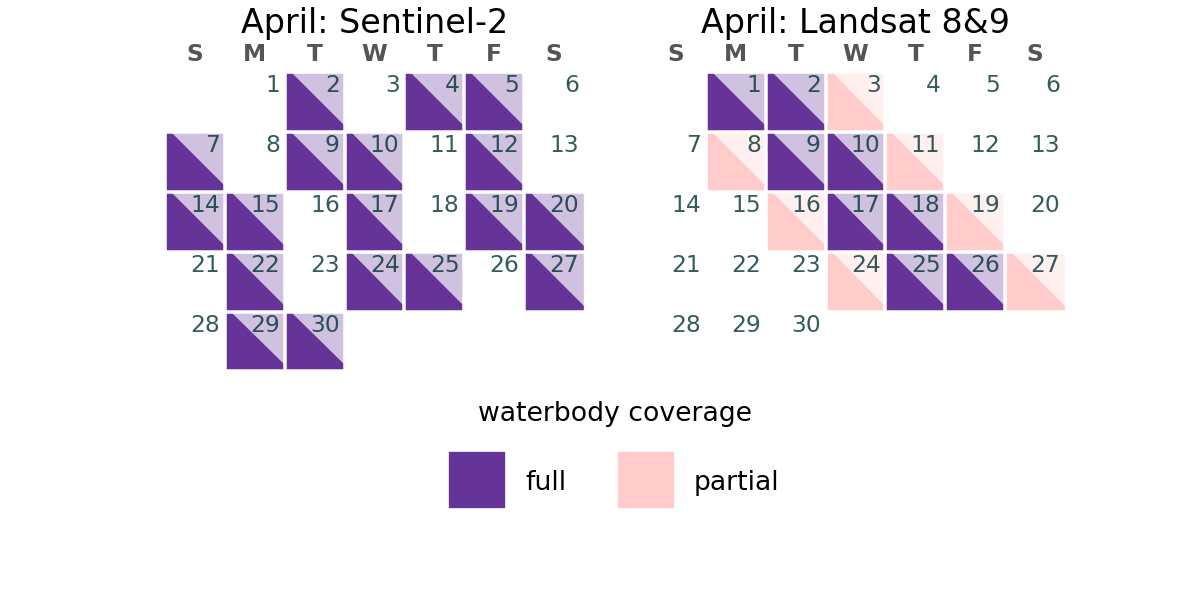 April: Sentinel-2
S M T W T F S
1 2 3 4 5 6
7 8 9 10 11 12 13
14 15 16 17 18 19 20
21 22 23 24 25 26 27
28 29 30
April: Landsat 8&9
S M T W T F S
1 2 3 4 5 6
7 8 9 10 11 12 13
14 15 16 17 18 19 20
21 22 23 24 25 26 27
28 29 30
waterbody coverage
full partial